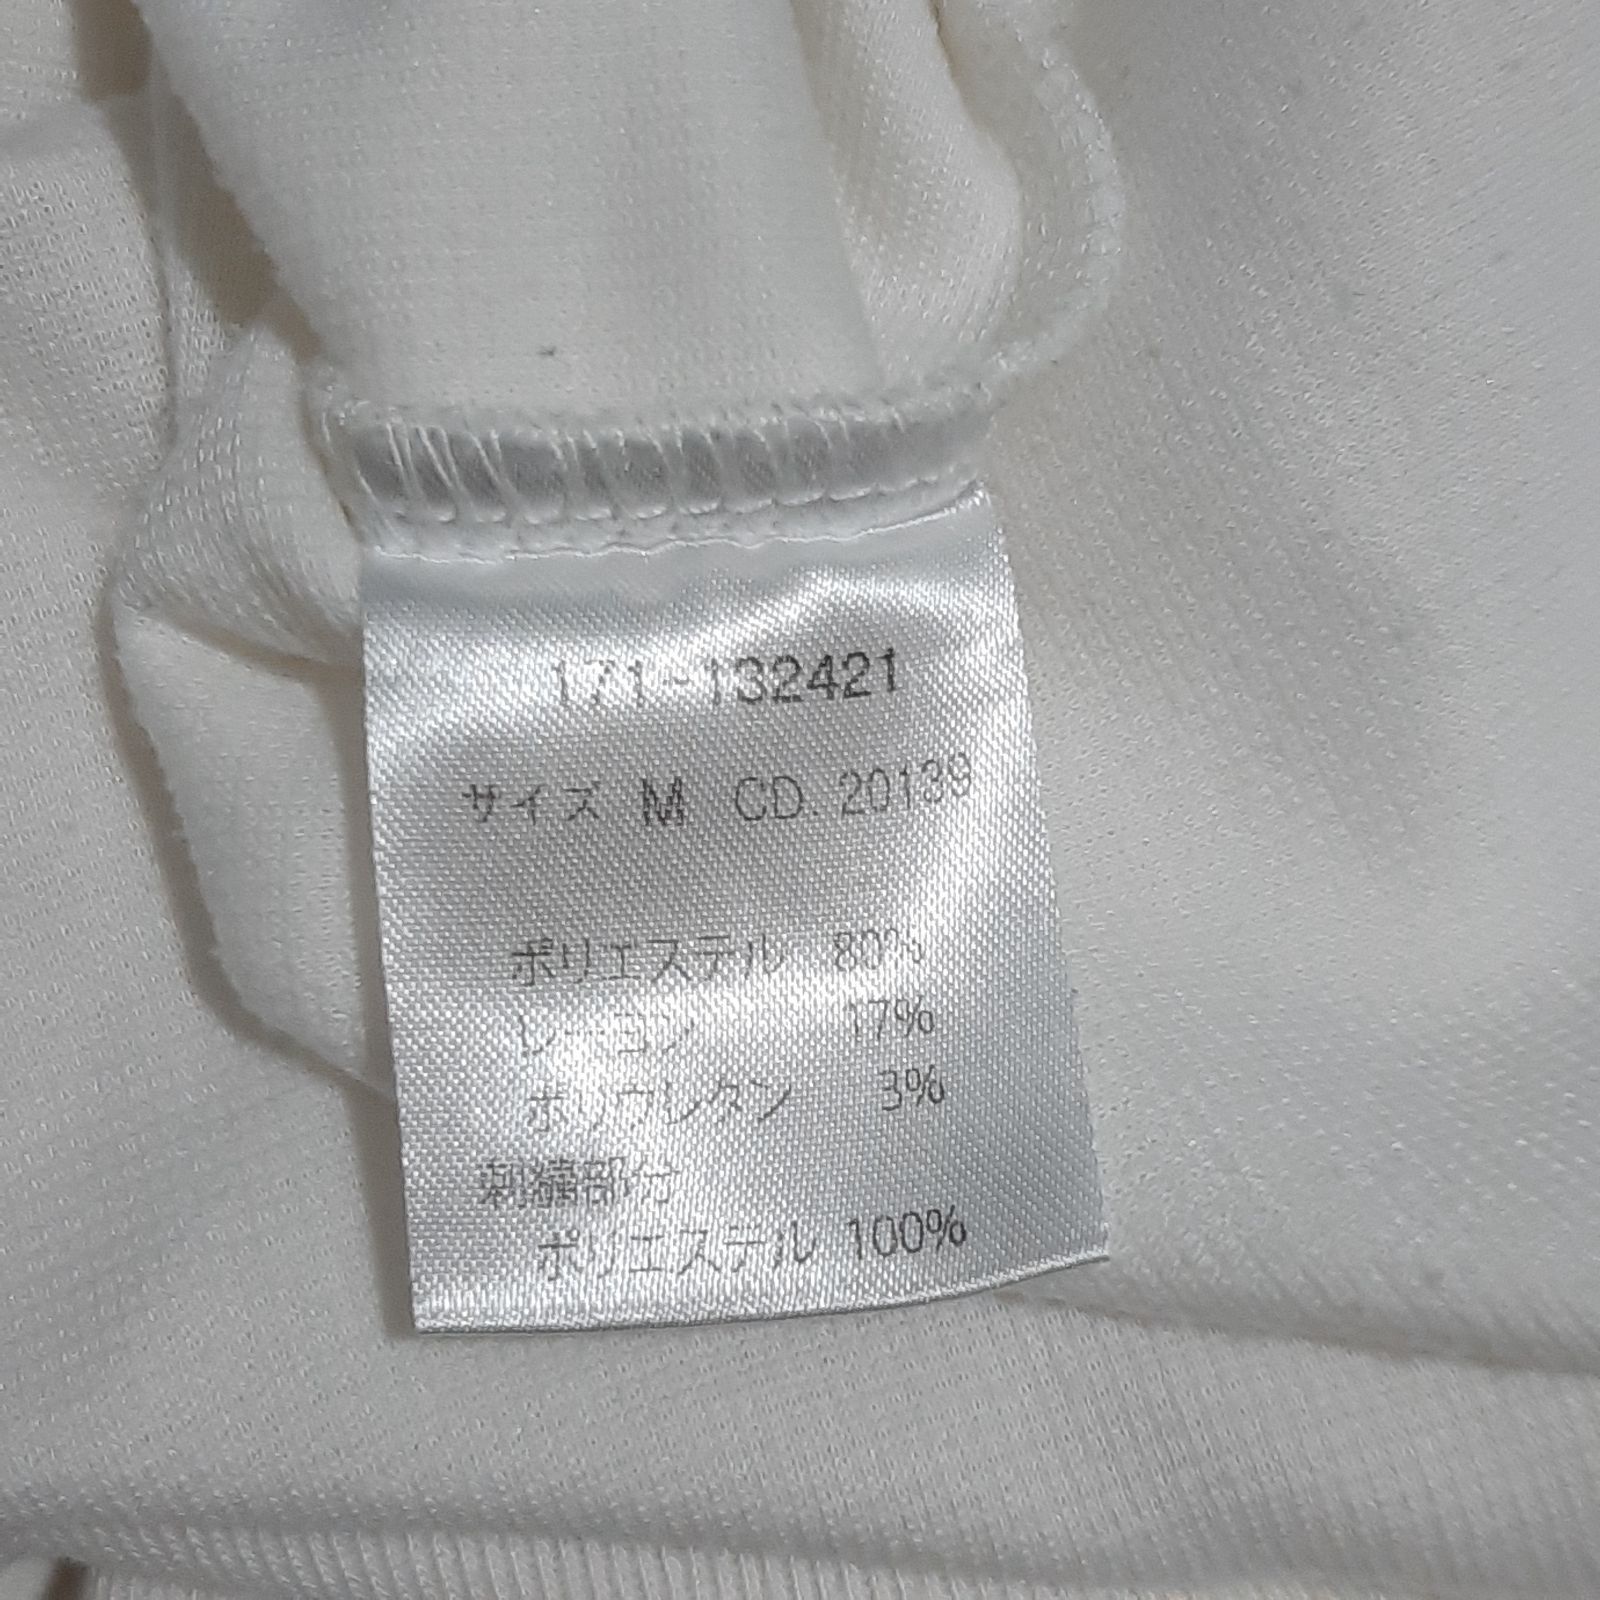 171-132421
サイズ M CD. 20139
ポリエステル 80%
レーヨン 17%
ポリウレタン 3%
刺繍部分
ポリエステル 100%